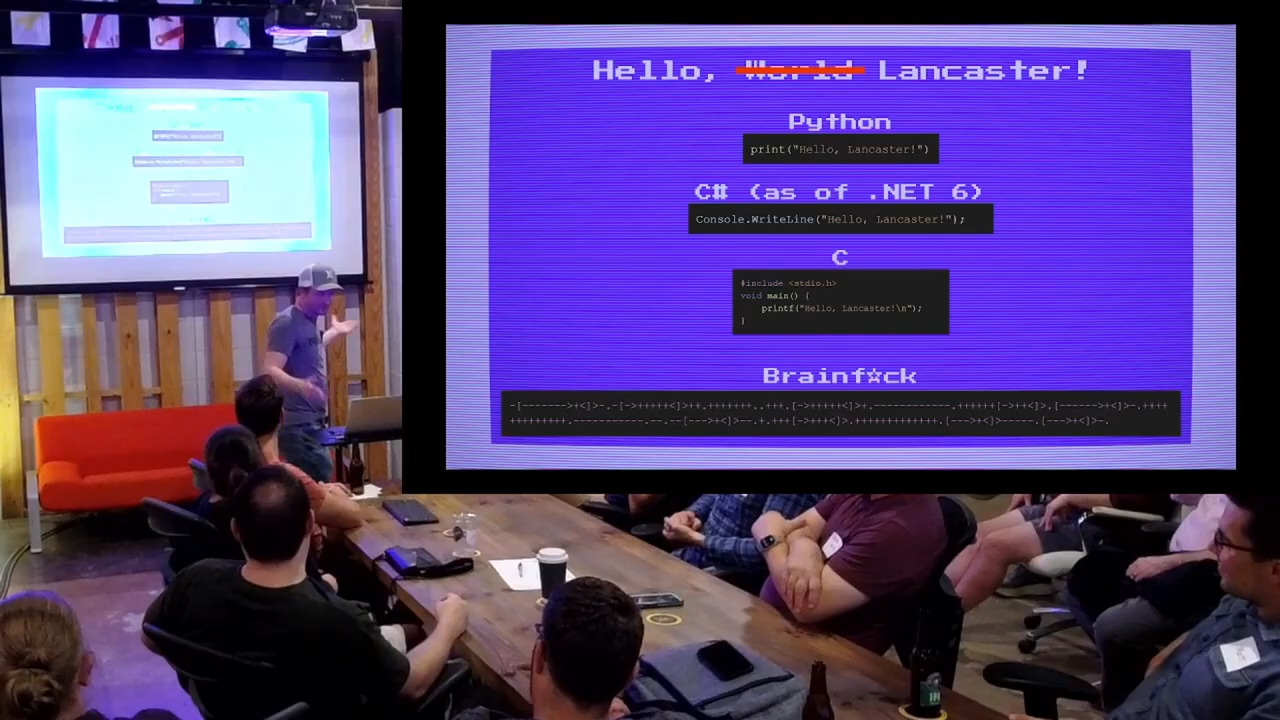 Hello, World Lancaster!
Python
print("Hello, Lancaster!")
C# (as of .NET 6)
Console.WriteLine("Hello, Lancaster!");
C
#include <stdio.h>
void main() {
printf("Hello, Lancaster!\n");
}
Brainf☆ck
-[------->+<]>-.-[->+++++<]>++.+++++++..+++.[->+++++<]>+.------------.++++++[->++<]>.[------>+<]>-.++++
+++++++++++.-----------.--.--[--->+<]>--.+.+++[->+++<]>.+++++++++++++.[--->+<]>-----.[--->+<]>-.
IPA